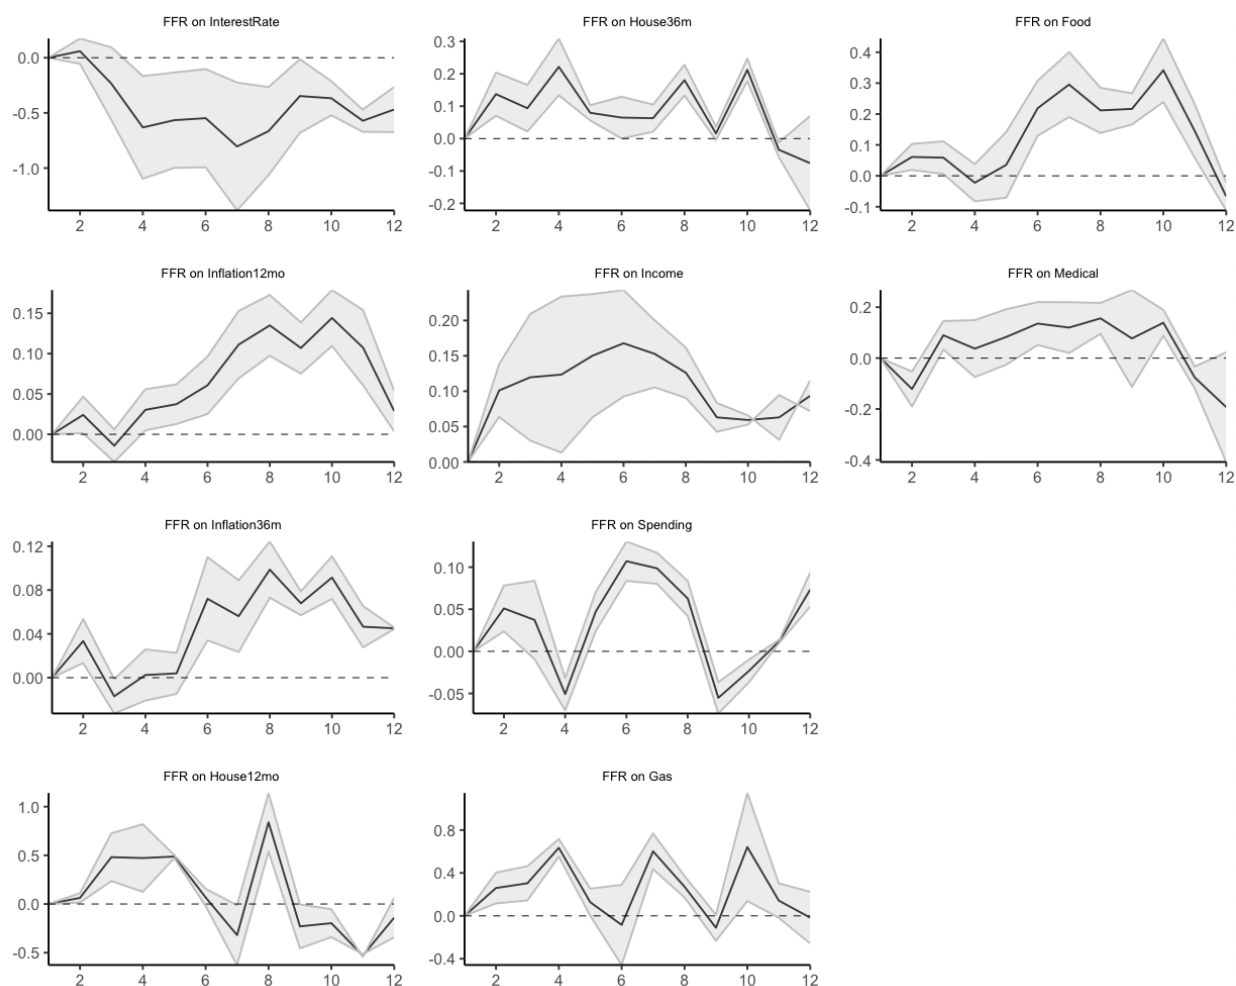 FFR on InterestRate
0.0
-0.5
-1.0
2 4 6 8 10 12
FFR on House36m
0.3
0.2
0.1
0.0
-0.1
-0.2
2 4 6 8 10 12
FFR on Food
0.4
0.3
0.2
0.1
0.0
-0.1
2 4 6 8 10 12
FFR on Inflation12mo
0.15
0.10
0.05
0.00
2 4 6 8 10 12
FFR on Income
0.20
0.15
0.10
0.05
0.00
2 4 6 8 10 12
FFR on Medical
0.2
0.0
-0.2
-0.4
2 4 6 8 10 12
FFR on Inflation36m
0.12
0.08
0.04
0.00
2 4 6 8 10 12
FFR on Spending
0.10
0.05
0.00
-0.05
2 4 6 8 10 12
FFR on House12mo
1.0
0.5
0.0
-0.5
2 4 6 8 10 12
FFR on Gas
0.8
0.4
0.0
-0.4
2 4 6 8 10 12